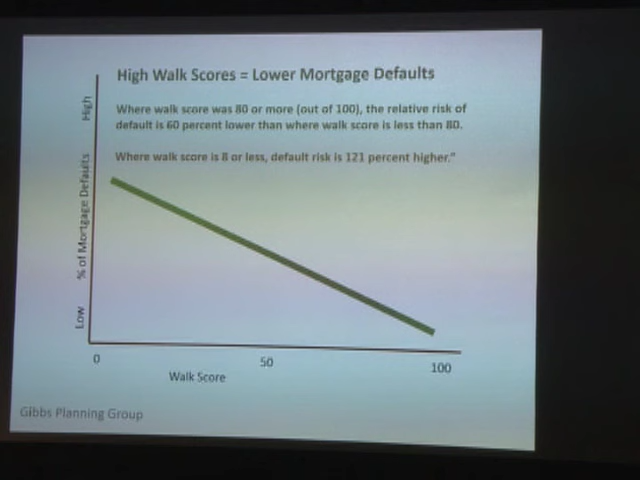 High Walk Scores = Lower Mortgage Defaults
Where walk score was 80 or more (out of 100), the relative risk of
default is 60 percent lower than where walk score is less than 80.
Where walk score is 8 or less, default risk is 121 percent higher."
High
% of Mortgage Defaults
Low
0
50
100
Walk Score
Gibbs Planning Group